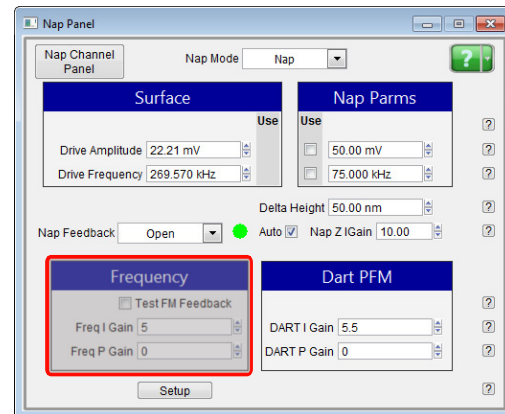 Nap Panel
Nap Channel Panel
Nap Mode Nap
?
Surface
Nap Parms
Use Use
?
Drive Amplitude 22.21 mV 50.00 mV ?
Drive Frequency 269.570 kHz 75.000 kHz ?
Delta Height 50.00 nm ?
Nap Feedback Open Auto Nap Z IGain 10.00 ?
Frequency
Dart PFM
Test FM Feedback ?
Freq I Gain 5 DART I Gain 5.5 ?
Freq P Gain 0 DART P Gain 0 ?
Setup ?